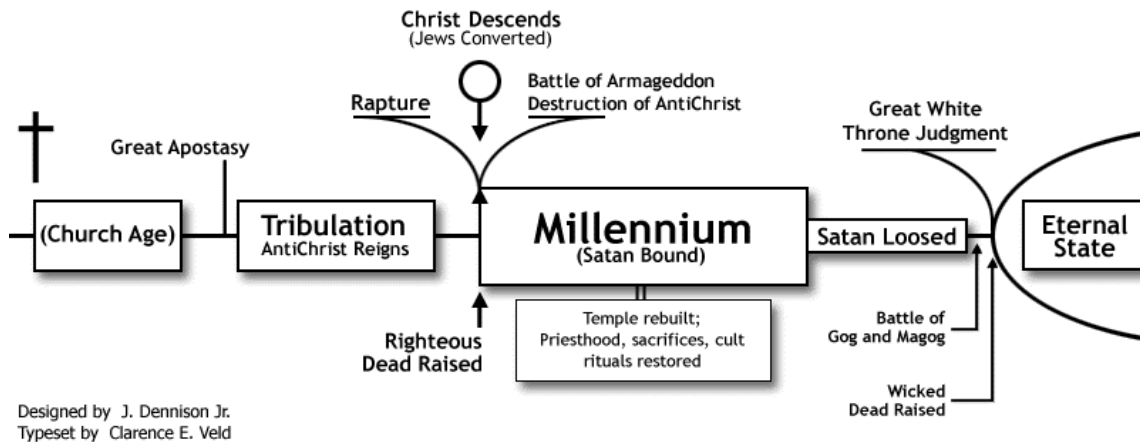 Christ Descends
(Jews Converted)
Rapture
Battle of Armageddon
Destruction of AntiChrist
Great White
Throne Judgment
Great Apostasy
(Church Age)
Tribulation
AntiChrist Reigns
Millennium
(Satan Bound)
Satan Loosed
Eternal
State
Righteous
Dead Raised
Temple rebuilt;
Priesthood, sacrifices, cult
rituals restored
Battle of
Gog and Magog
Wicked
Dead Raised
Designed by J. Dennison Jr.
Typeset by Clarence E. Veld